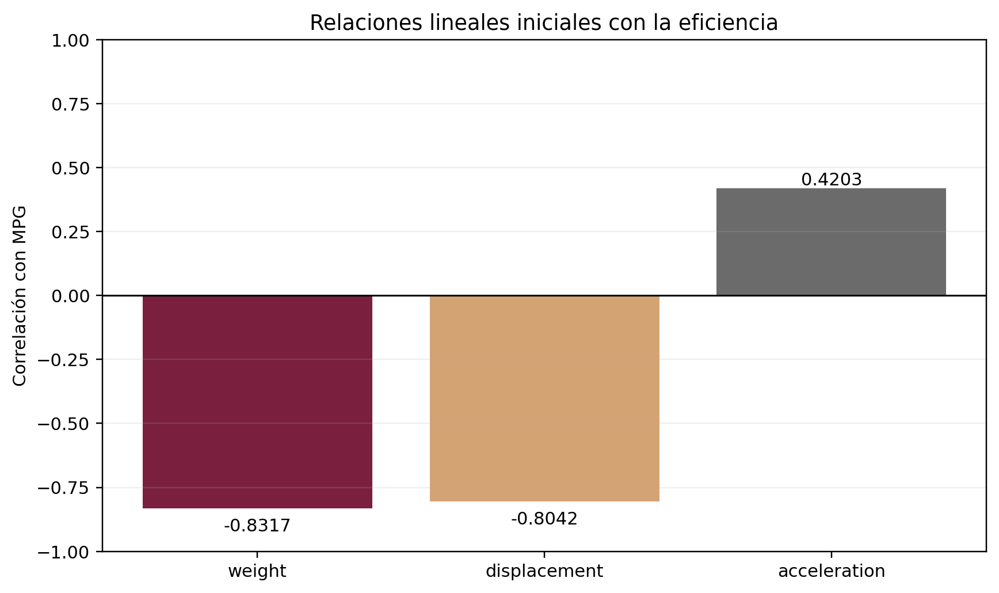 Relaciones lineales iniciales con la eficiencia
Correlación con MPG
1.00
0.75
0.50
0.25
0.00
−0.25
−0.50
−0.75
−1.00
0.4203
-0.8317
-0.8042
weight
displacement
acceleration